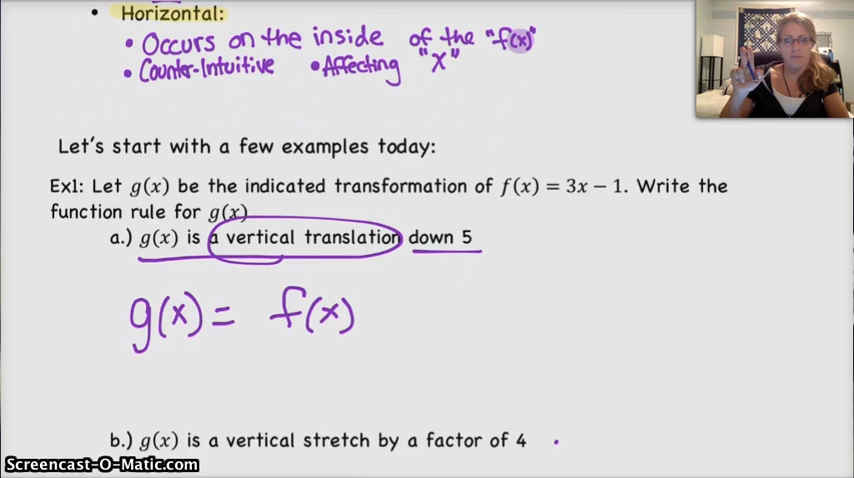 • Horizontal:
• Occurs on the inside of the "f(x)"
• Counter-Intuitive • Affecting "x"
Let's start with a few examples today:
Ex1: Let g(x) be the indicated transformation of f(x) = 3x − 1. Write the
function rule for g(x)
a.) g(x) is a vertical translation down 5
g(x) = f(x)
b.) g(x) is a vertical stretch by a factor of 4
Screencast-O-Matic.com